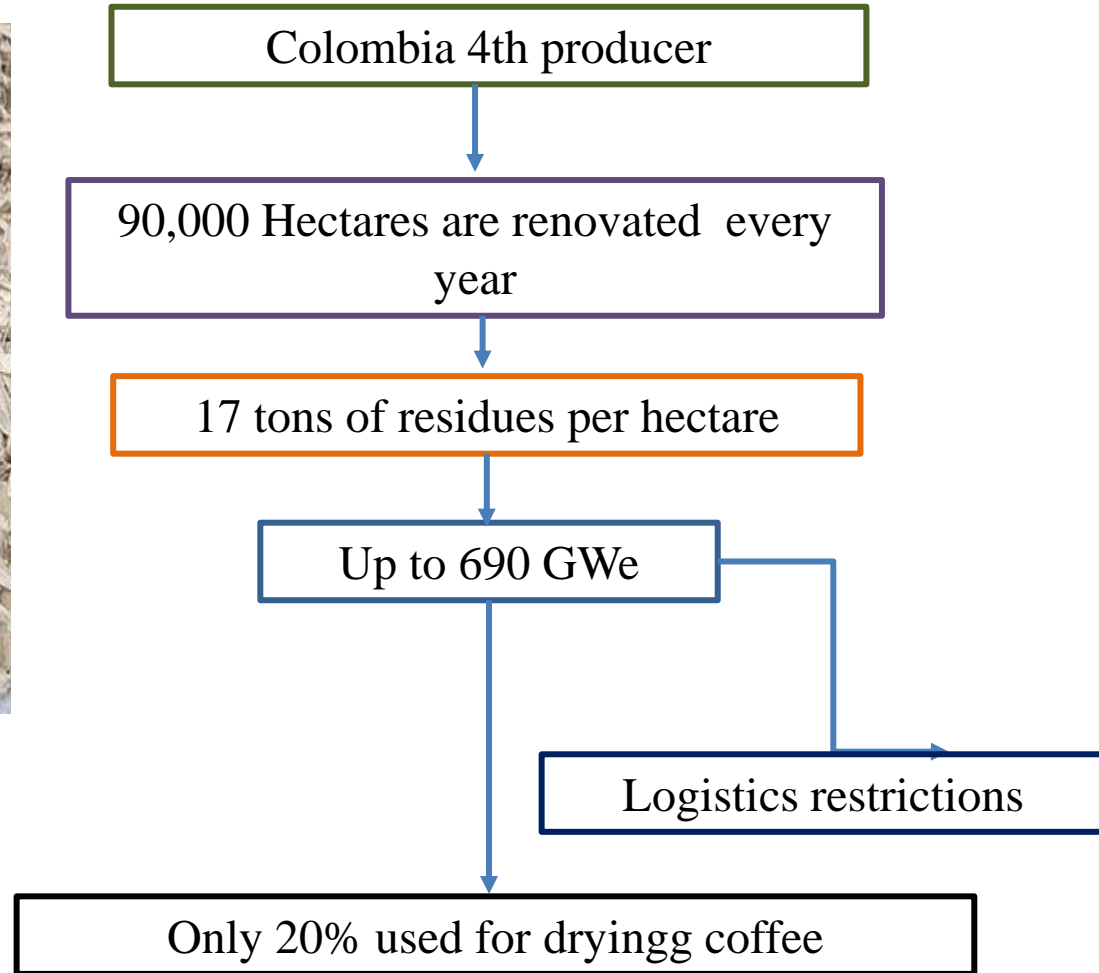 Colombia 4th producer
90,000 Hectares are renovated every
year
17 tons of residues per hectare
Up to 690 GWe
Logistics restrictions
Only 20% used for dryingg coffee